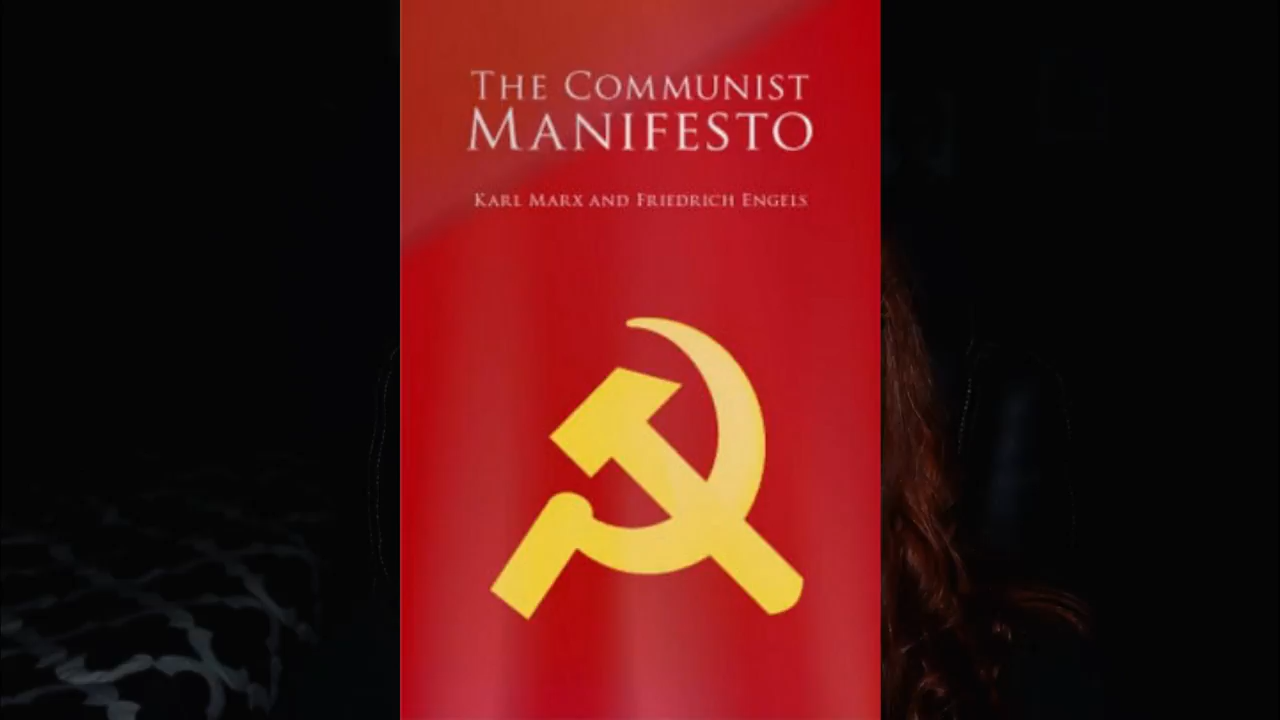 The Communist
Manifesto
Karl Marx and Friedrich Engels